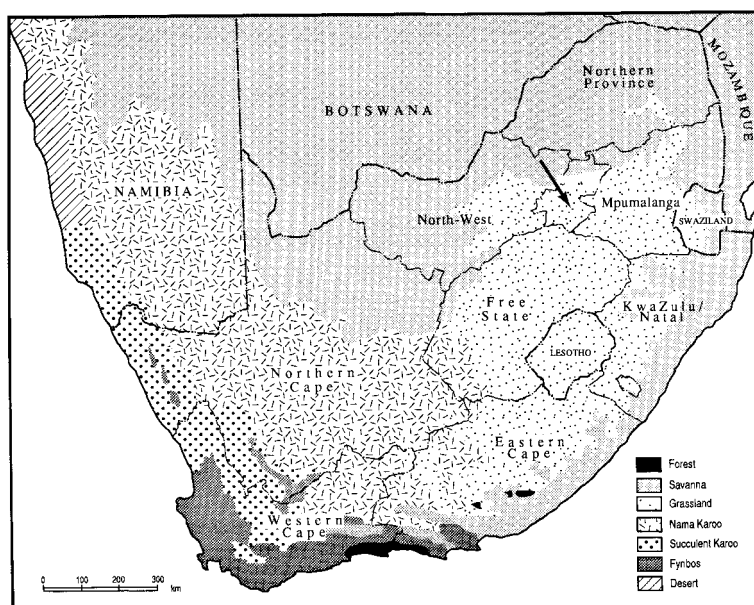 MOZAMBIQUE
Northern
Province
BOTSWANA
NAMIBIA
Mpumalanga
North-West
SWAZILAND
Free
State
KwaZulu/
Natal
LESOTHO
Northern
Cape
Eastern
Cape
Western
Cape
Forest
Savanna
Grassland
Nama Karoo
Succulent Karoo
Fynbos
Desert
0 100 200 300
km